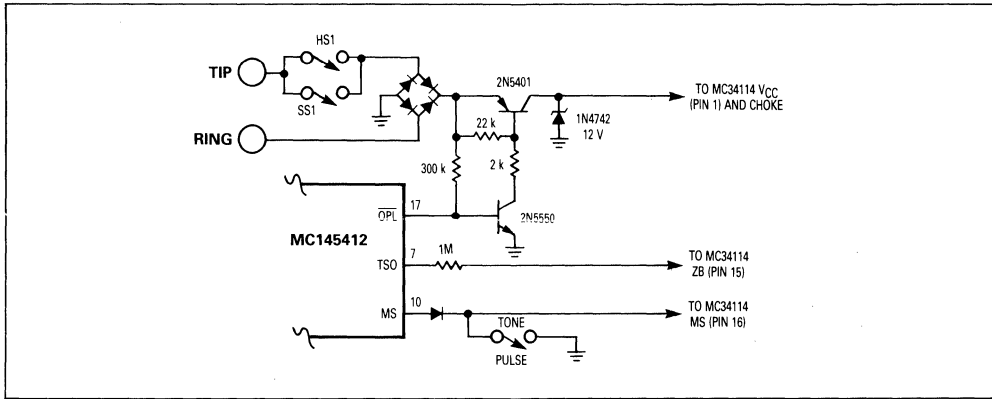 HS1
TIP
SS1
RING
2N5401
TO MC34114 VCC
(PIN 1) AND CHOKE
1N4742
12 V
22 k
300 k
2 k
OPL
17
2N5550
MC145412
TSO
7
1M
TO MC34114
ZB (PIN 15)
MS
10
TO MC34114
MS (PIN 16)
TONE
PULSE